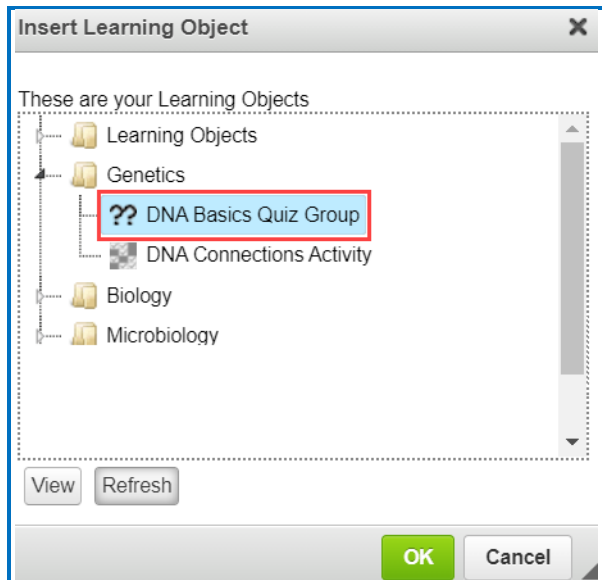 Insert Learning Object
These are your Learning Objects
Learning Objects
Genetics
?? DNA Basics Quiz Group
DNA Connections Activity
Biology
Microbiology
View Refresh
OK Cancel